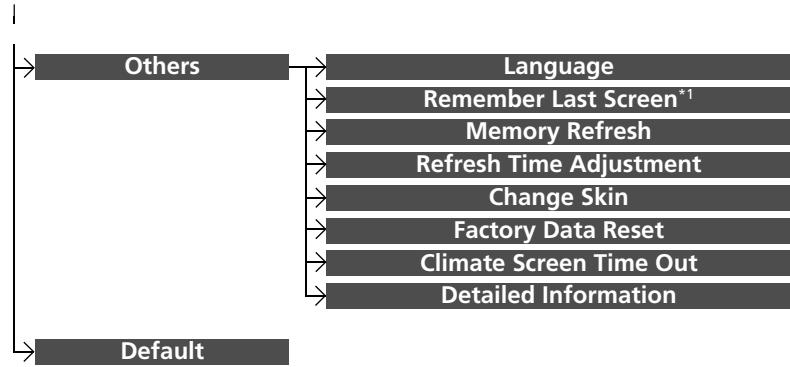 Others
Language
Remember Last Screen*1
Memory Refresh
Refresh Time Adjustment
Change Skin
Factory Data Reset
Climate Screen Time Out
Detailed Information
Default